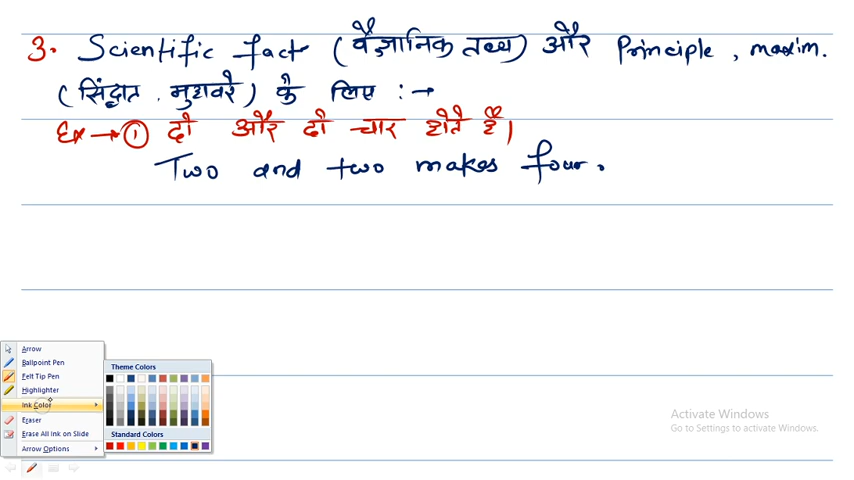 3. Scientific fact (वैज्ञानिक तथ्य) और Principle, maxim.
(सिद्धांत, मुहावरे) के लिए :→
Ex → ① दो और दो चार होते हैं।
Two and two makes four.
Arrow
Ballpoint Pen
Felt Tip Pen
Highlighter
Ink Color
Eraser
Erase All Ink on Slide
Arrow Options
Theme Colors
Standard Colors
Activate Windows
Go to Settings to activate Windows.